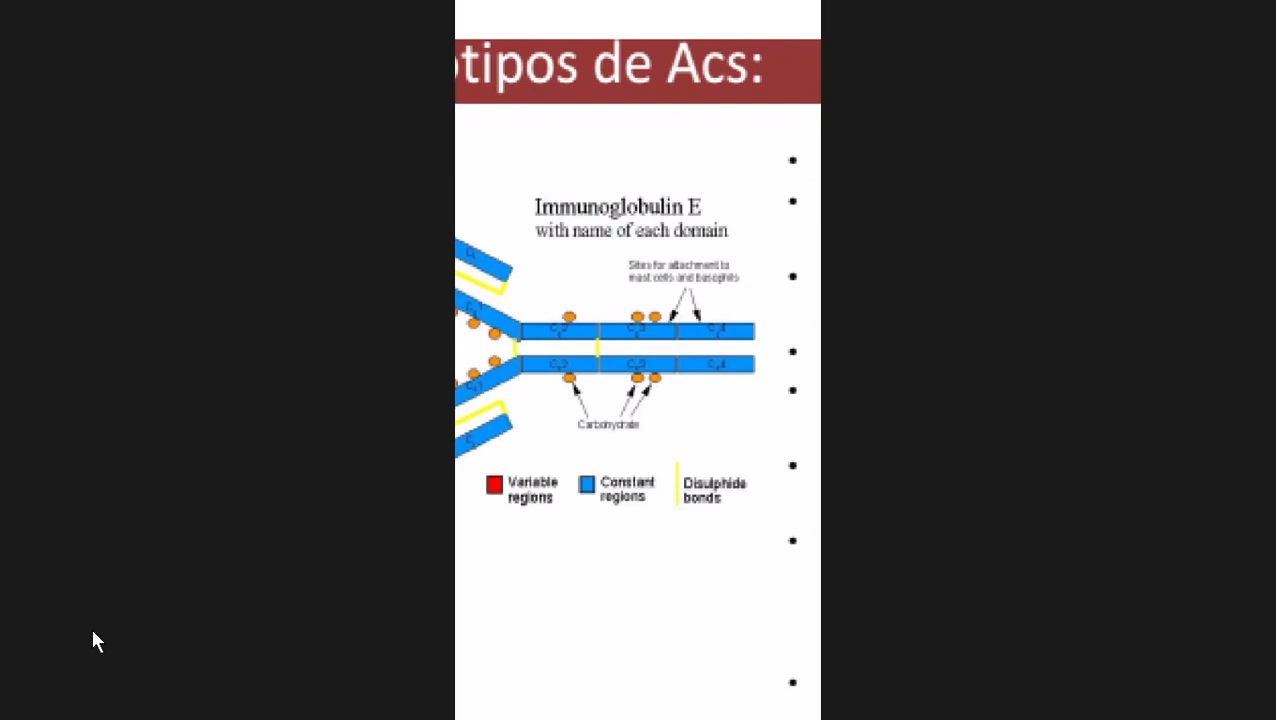 otipos de Acs:
Immunoglobulin E
with name of each domain
Sites for attachment to
mast cells and basophils
Carbohydrate
Variable
regions
Constant
regions
Disulphide
bonds